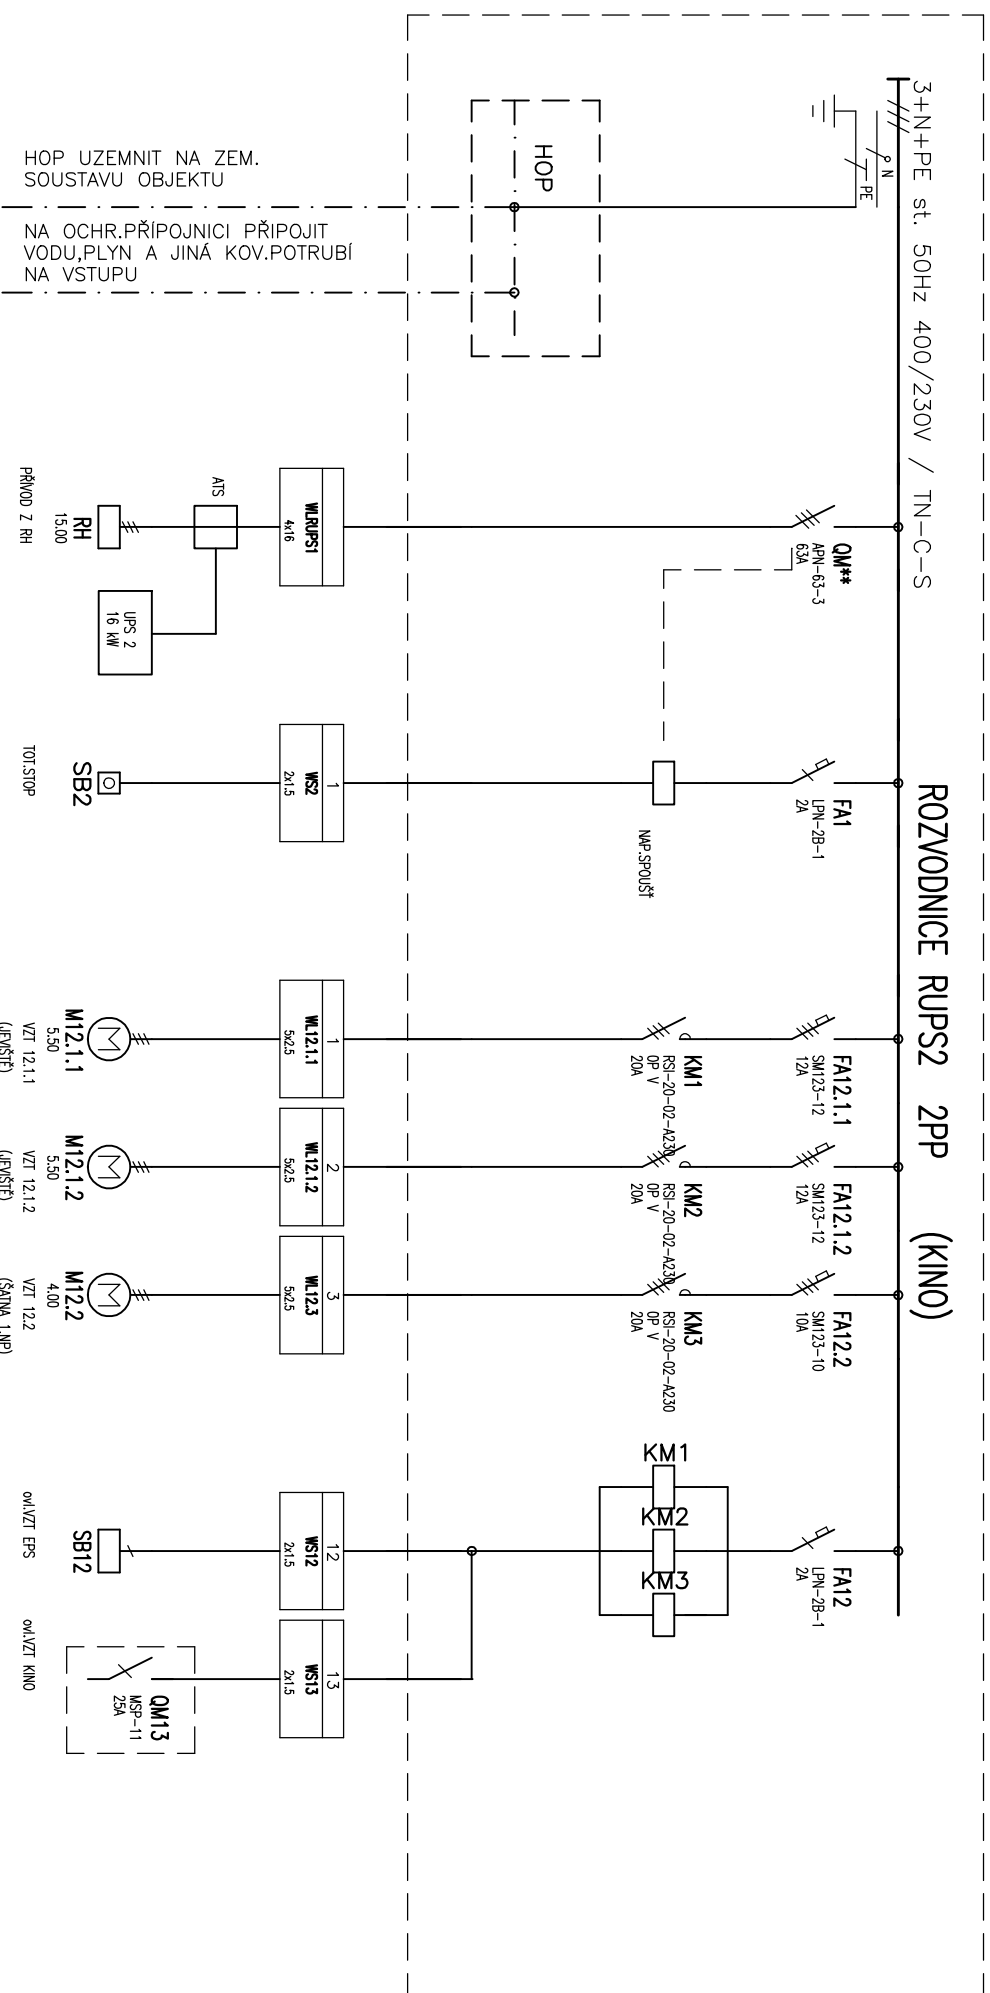 3+N+PE st. 50Hz 400/230V / TN-C-S
ROZVODNICE RUPS2 2PP (KINO)
N
PE
HOP
HOP UZEMNIT NA ZEM.
SOUSTAVU OBJEKTU
NA OCHR.PŘÍPOJNICI PŘIPOJIT
VODU,PLYN A JINÁ KOV.POTRUBÍ
NA VSTUPU
QM**
APN-63-3
63A
WLRUPS1
4x16
ATS
UPS 2
16 kW
RH
15.00
PŘÍVOD Z RH
FA1
LPN-2B-1
2A
NAP.SPOUŠŤ
1
WS2
2x1.5
SB2
TOT.STOP
FA12.1.1
SM123-12
12A
KM1
RSI-20-02-A230
0P V
20A
1
WL12.1.1
5x2.5
M
M12.1.1
5.50
VZT 12.1.1
(JEVIŠTĚ)
FA12.1.2
SM123-12
12A
KM2
RSI-20-02-A230
0P V
20A
2
WL12.1.2
5x2.5
M
M12.1.2
5.50
VZT 12.1.2
(JEVIŠTĚ)
FA12.2
SM123-10
10A
KM3
RSI-20-02-A230
0P V
20A
3
WL12.3
5x2.5
M
M12.2
4.00
VZT 12.2
(ŠATNA 1.NP)
FA12
LPN-2B-1
2A
KM1
KM2
KM3
12
WS12
2x1.5
SB12
ovl.VZT EPS
13
WS13
2x1.5
QM13
MSP-11
25A
ovl.VZT KINO